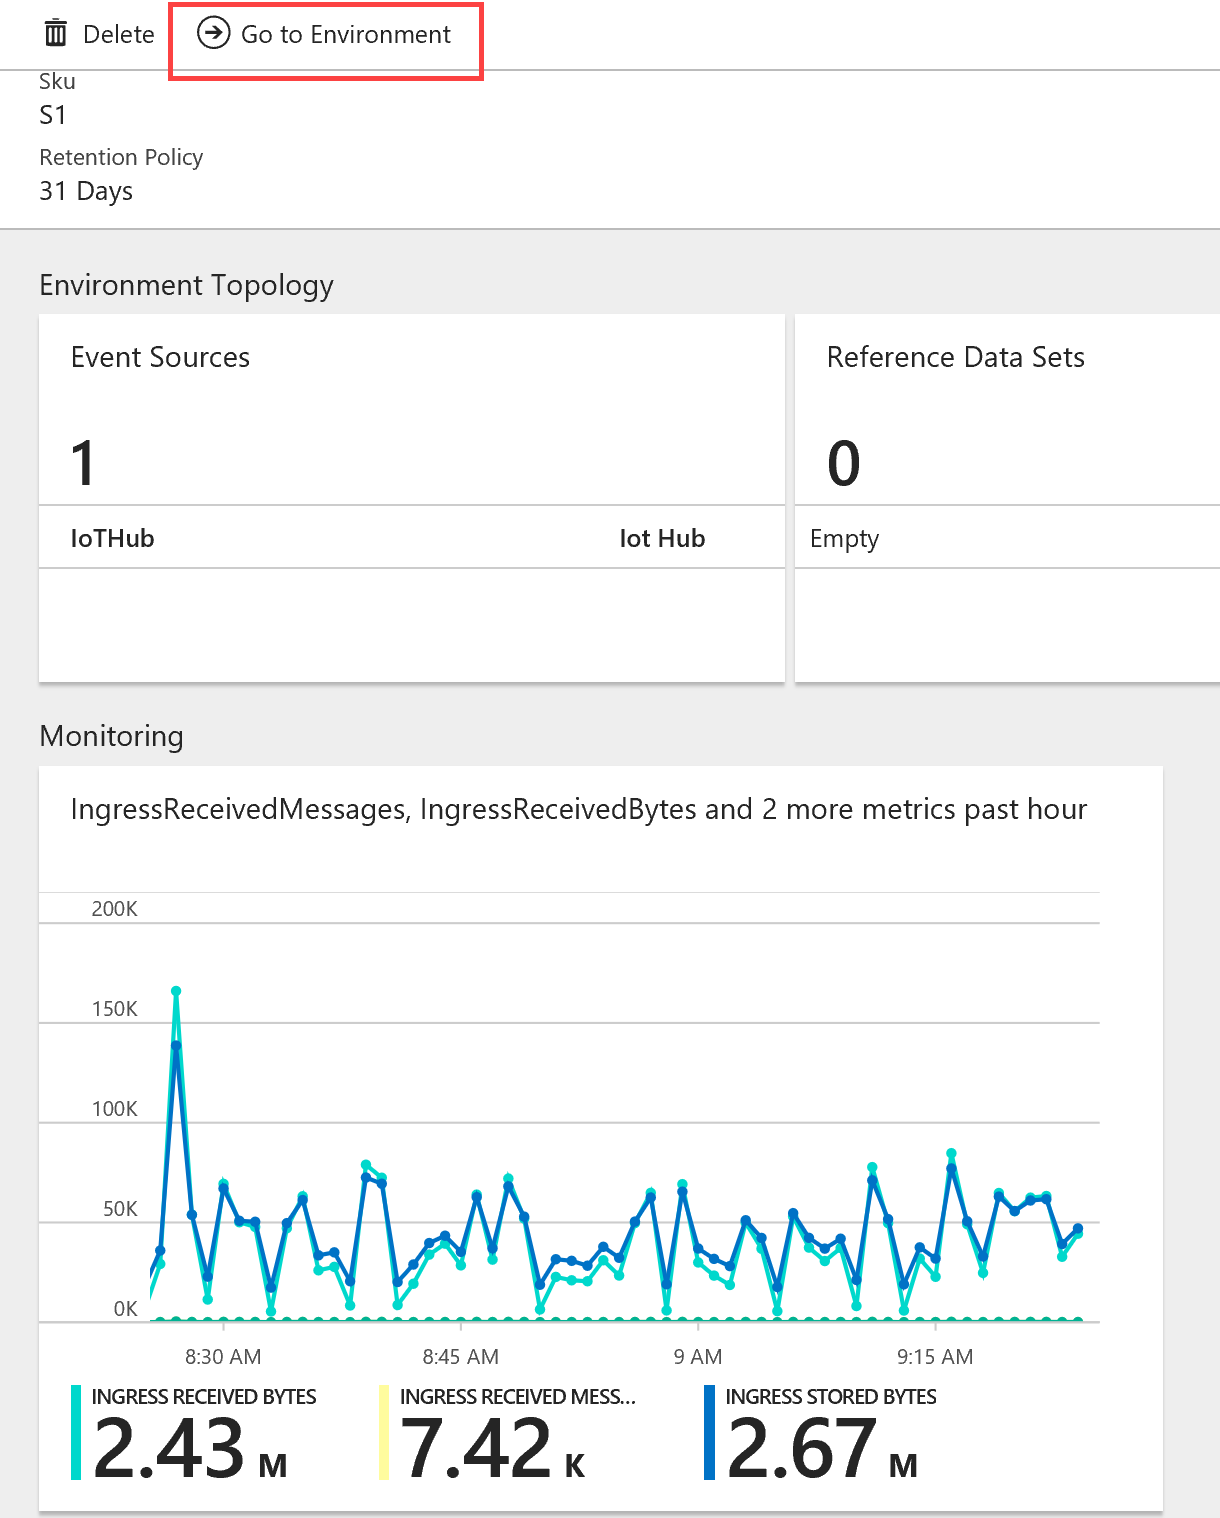 Delete Go to Environment
Sku
S1
Retention Policy
31 Days
Environment Topology
Event Sources
1
IoTHub Iot Hub
Reference Data Sets
0
Empty
Monitoring
IngressReceivedMessages, IngressReceivedBytes and 2 more metrics past hour
200K
150K
100K
50K
0K
8:30 AM 8:45 AM 9 AM 9:15 AM
INGRESS RECEIVED BYTES
2.43 M
INGRESS RECEIVED MESS...
7.42 K
INGRESS STORED BYTES
2.67 M